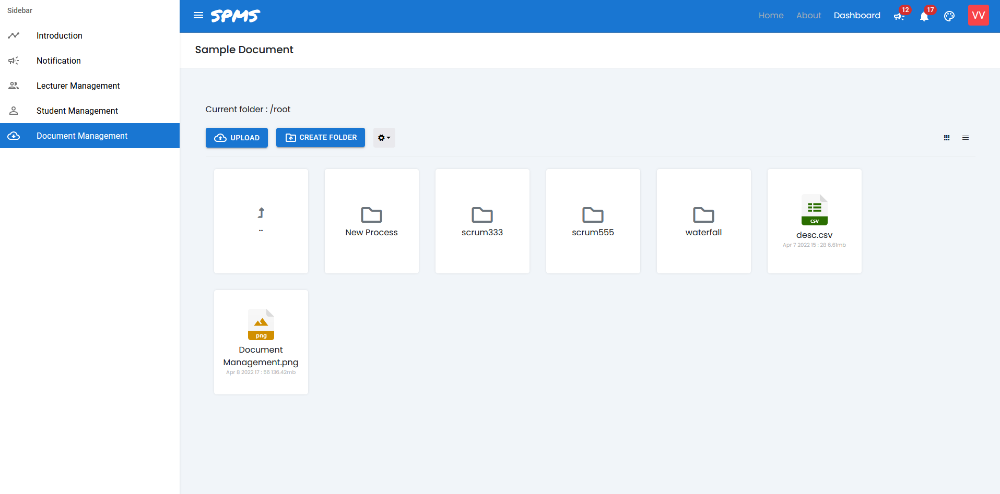 Sidebar
Introduction
Notification
Lecturer Management
Student Management
Document Management
SPMS
Home
About
Dashboard
12
17
VV
Sample Document
Current folder : /root
UPLOAD
CREATE FOLDER
..
New Process
scrum333
scrum555
waterfall
CSV
desc.csv
Apr 7 2022 15 : 28 6.61mb
png
Document
Management.png
Apr 8 2022 17 : 56 136.42mb